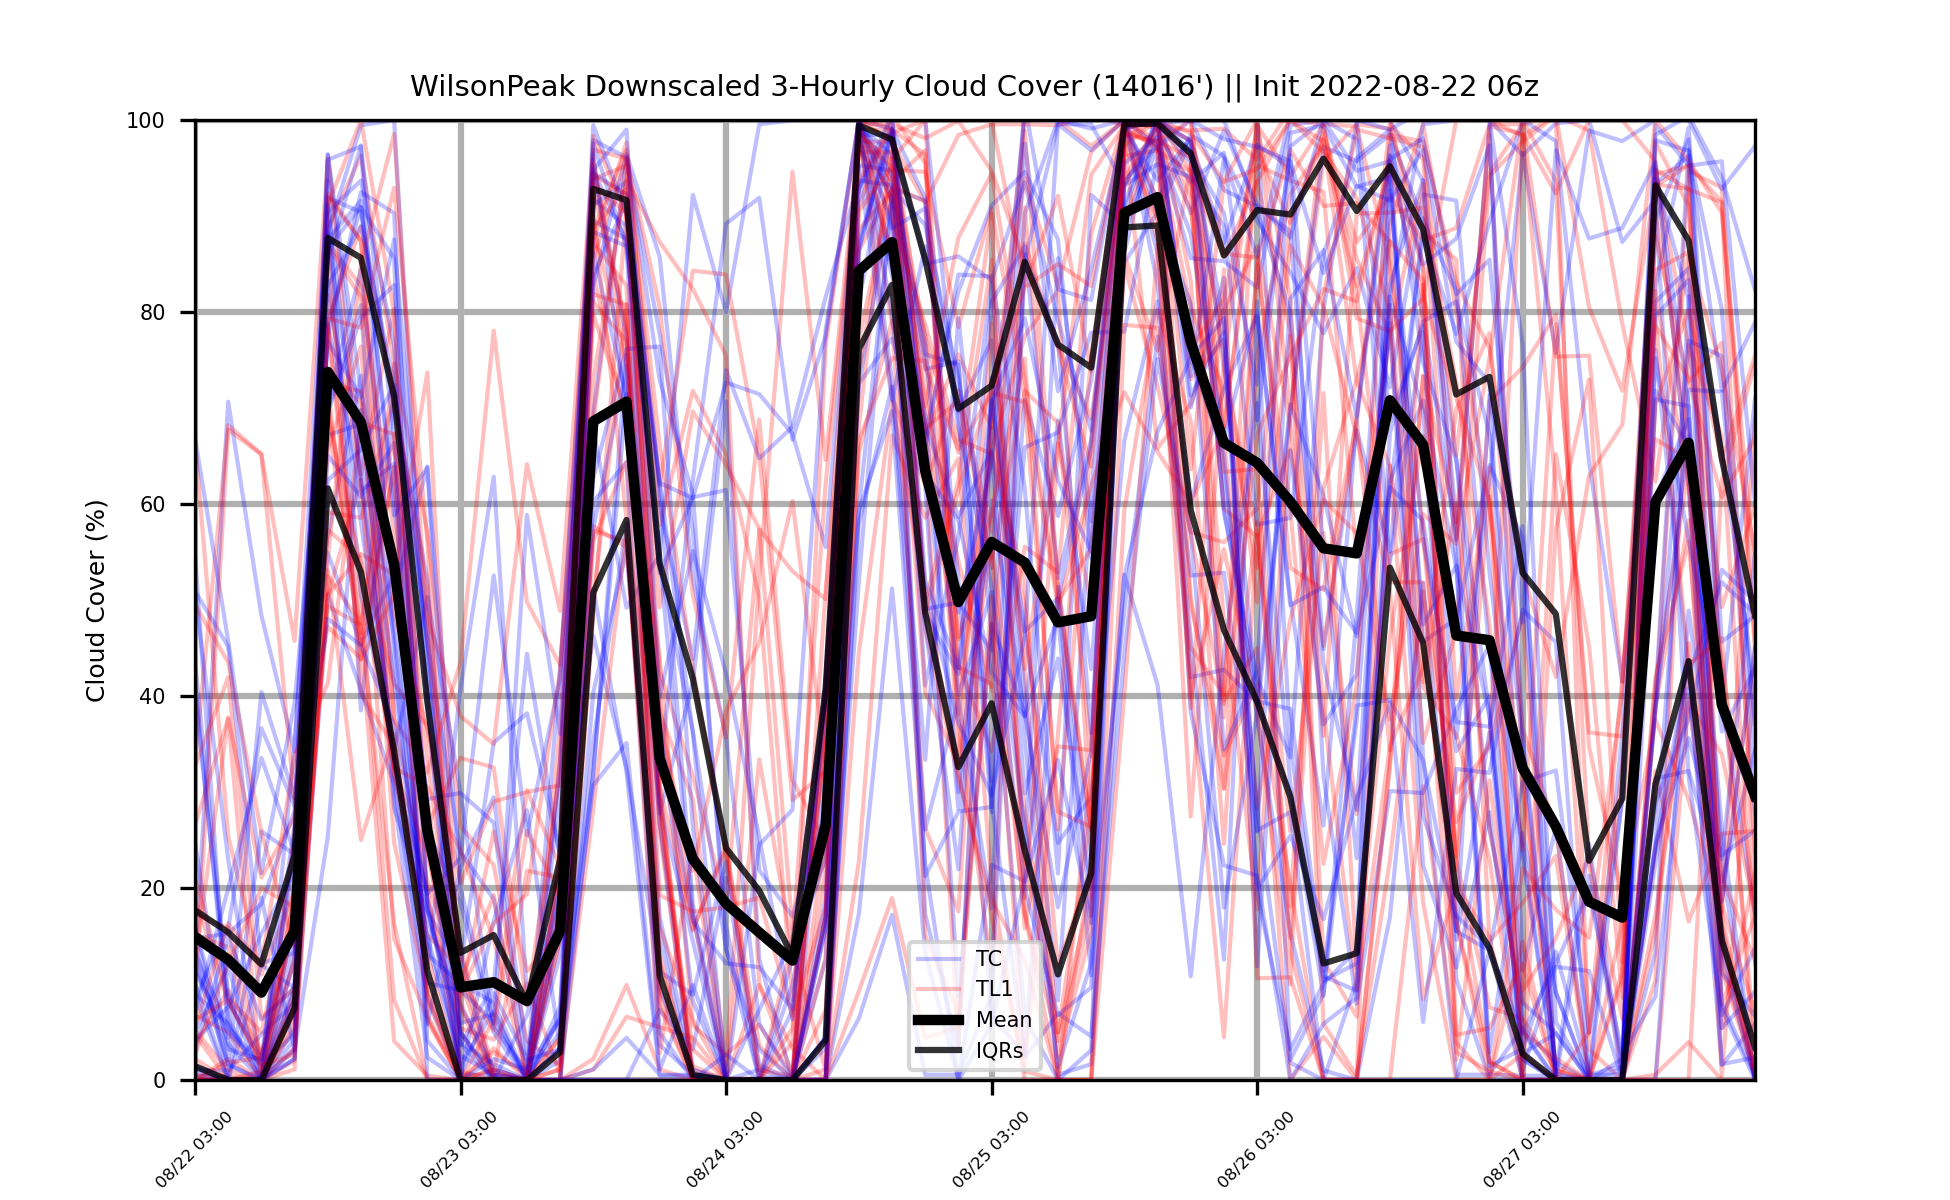 WilsonPeak Downscaled 3-Hourly Cloud Cover (14016') || Init 2022-08-22 06z
Cloud Cover (%)
100
80
60
40
20
0
TC
TL1
Mean
IQRs
08/22 03:00
08/23 03:00
08/24 03:00
08/25 03:00
08/26 03:00
08/27 03:00